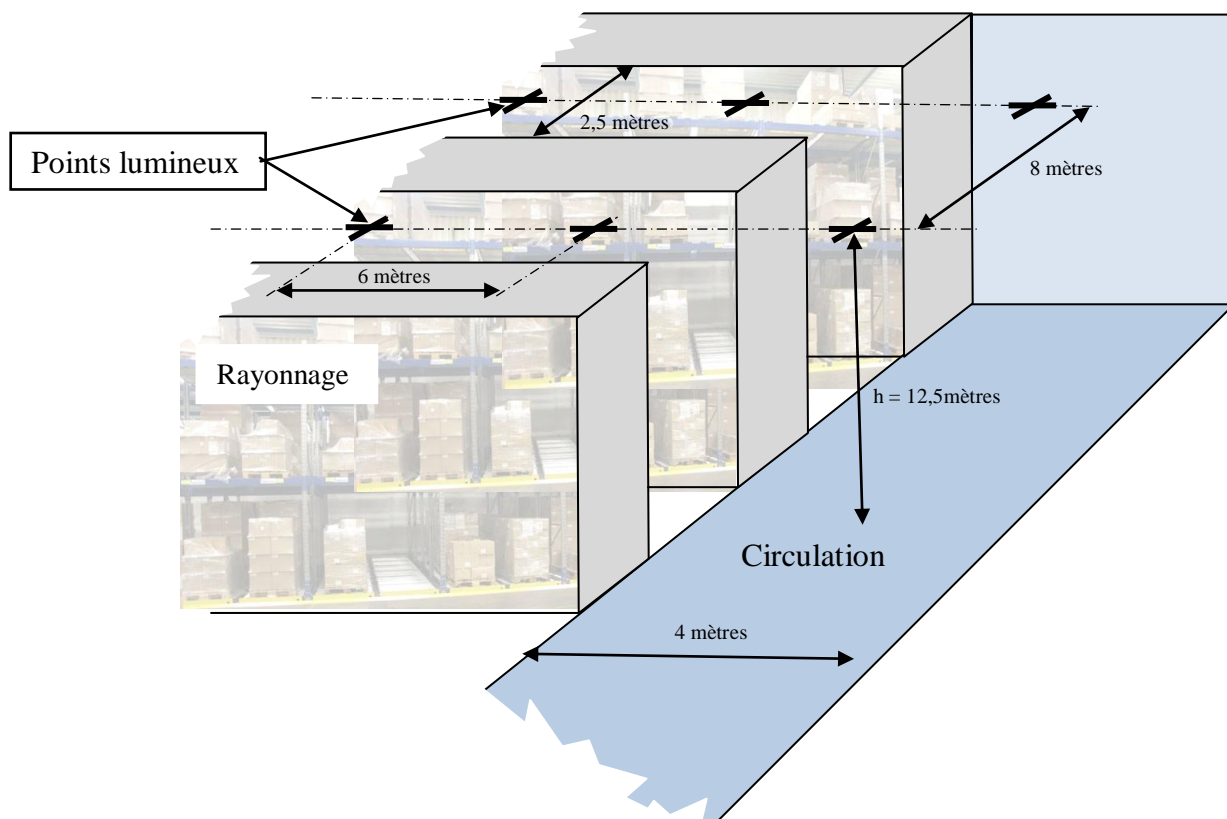 2,5 mètres
Points lumineux
8 mètres
6 mètres
Rayonnage
h = 12,5mètres
Circulation
4 mètres